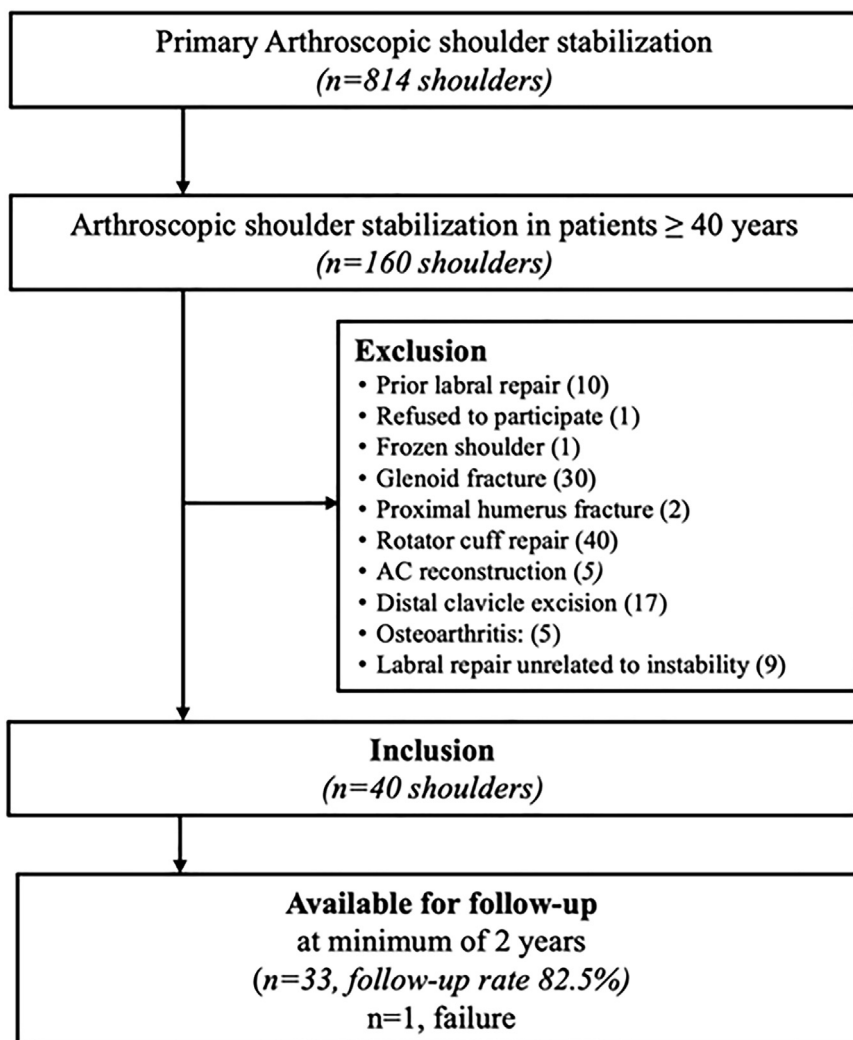 Primary Arthroscopic shoulder stabilization
(n=814 shoulders)
Arthroscopic shoulder stabilization in patients ≥ 40 years
(n=160 shoulders)
Exclusion
• Prior labral repair (10)
• Refused to participate (1)
• Frozen shoulder (1)
• Glenoid fracture (30)
• Proximal humerus fracture (2)
• Rotator cuff repair (40)
• AC reconstruction (5)
• Distal clavicle excision (17)
• Osteoarthritis: (5)
• Labral repair unrelated to instability (9)
Inclusion
(n=40 shoulders)
Available for follow-up
at minimum of 2 years
(n=33, follow-up rate 82.5%)
n=1, failure